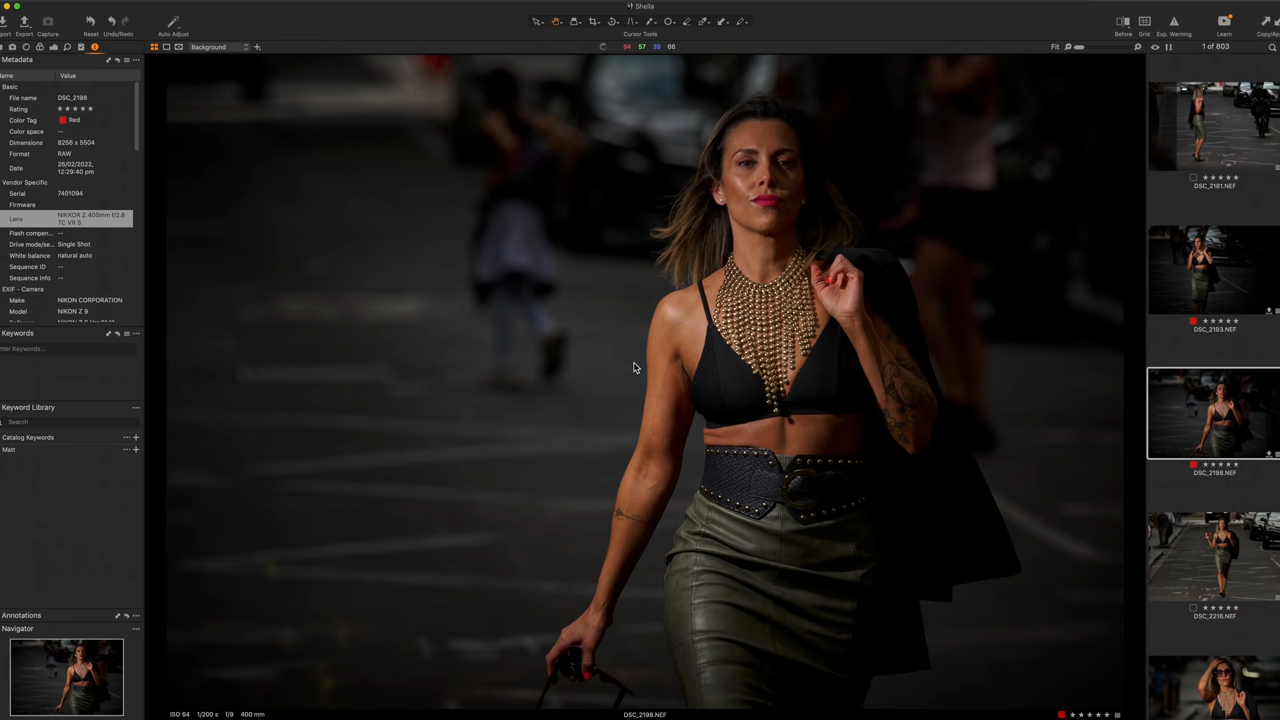 Sheila
Export
Capture
Reset
Undo/Redo
Auto Adjust
Cursor Tools
Before
Grid
Exp. Warning
Learn
Background
94 57 39 66
Fit
1 of 803
Metadata
Value
Basic
File name DSC_2198
Rating ★ ★ ★ ★ ★
Color Tag Red
Color space --
Dimensions 8256 x 5504
Format RAW
Date 26/02/2022,
12:29:40 pm
Vendor Specific
Serial 7401094
Firmware
Lens NIKKOR Z 400mm f/2.8
TC VR S
Flash compen... --
Drive mode/se... Single Shot
White balance natural auto
Sequence ID --
Sequence Info --
EXIF - Camera
Make NIKON CORPORATION
Model NIKON Z 9
Keywords
nter Keywords...
Keyword Library
Search
Catalog Keywords
Matt
Annotations
Navigator
ISO 64 1/200 s f/9 400 mm
DSC_2198.NEF
DSC_2181.NEF
DSC_2193.NEF
DSC_2198.NEF
DSC_2216.NEF